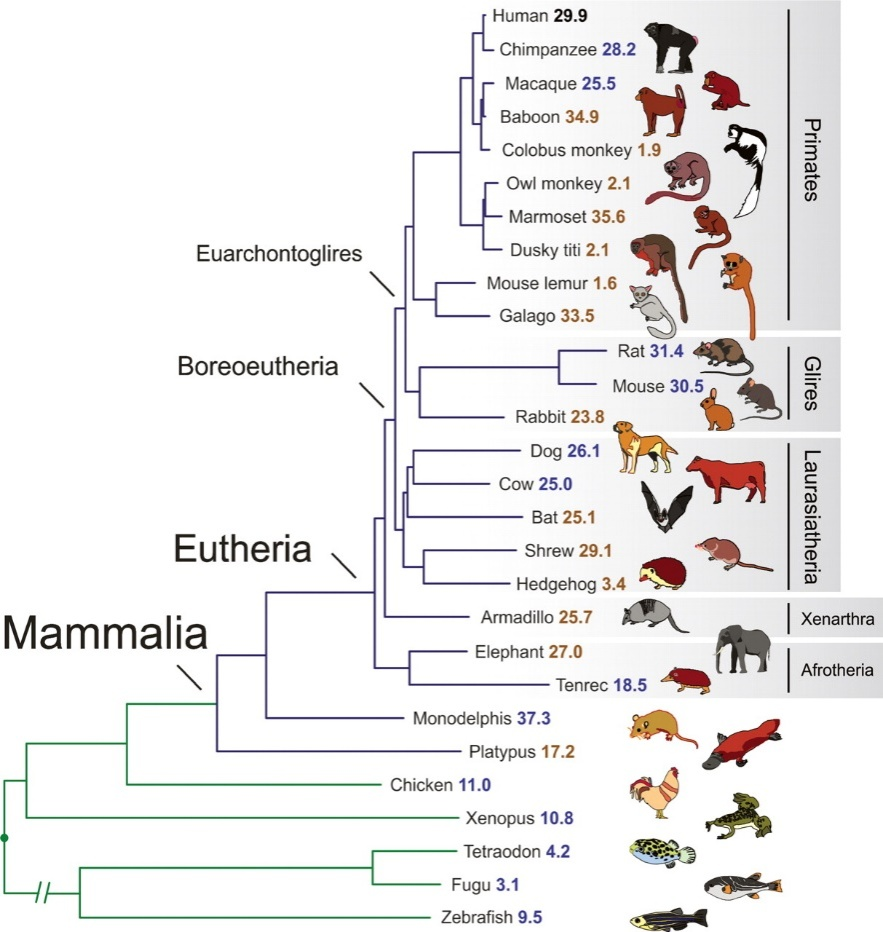 Human 29.9
Chimpanzee 28.2
Macaque 25.5
Baboon 34.9
Colobus monkey 1.9
Owl monkey 2.1
Marmoset 35.6
Dusky titi 2.1
Mouse lemur 1.6
Galago 33.5
Primates
Euarchontoglires
Rat 31.4
Mouse 30.5
Rabbit 23.8
Glires
Boreoeutheria
Dog 26.1
Cow 25.0
Bat 25.1
Shrew 29.1
Hedgehog 3.4
Laurasiatheria
Eutheria
Armadillo 25.7
Xenarthra
Elephant 27.0
Tenrec 18.5
Afrotheria
Mammalia
Monodelphis 37.3
Platypus 17.2
Chicken 11.0
Xenopus 10.8
Tetraodon 4.2
Fugu 3.1
Zebrafish 9.5